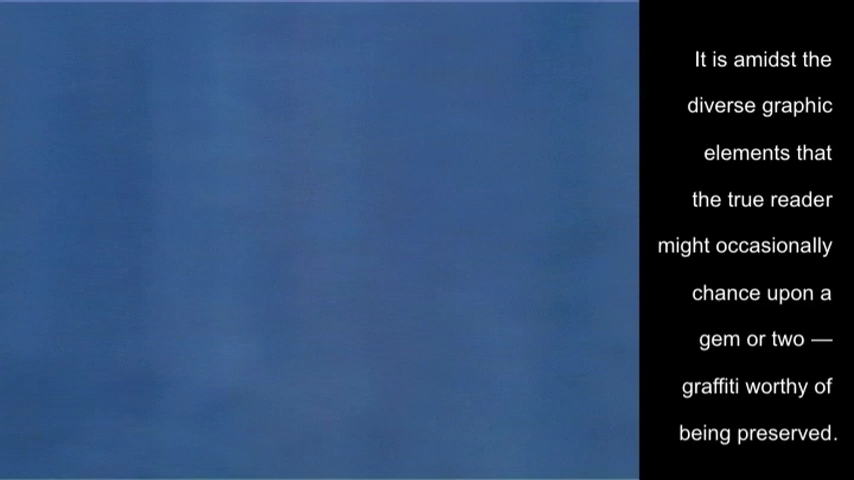 It is amidst the
diverse graphic
elements that
the true reader
might occasionally
chance upon a
gem or two —
graffiti worthy of
being preserved.